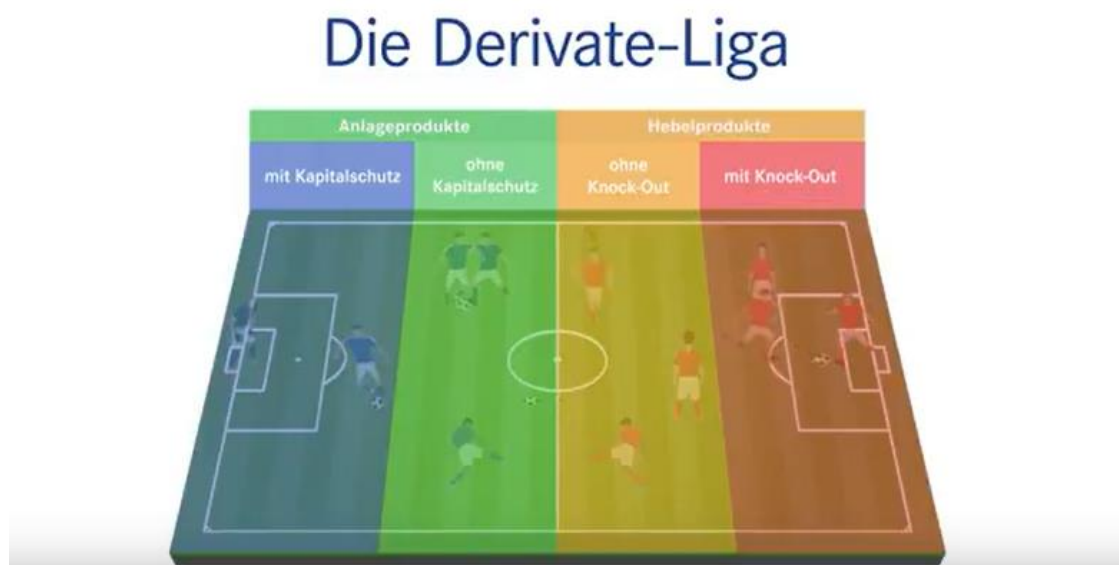 Die Derivate-Liga
Anlageprodukte
Hebelprodukte
mit Kapitalschutz
ohne
Kapitalschutz
ohne
Knock-Out
mit Knock-Out